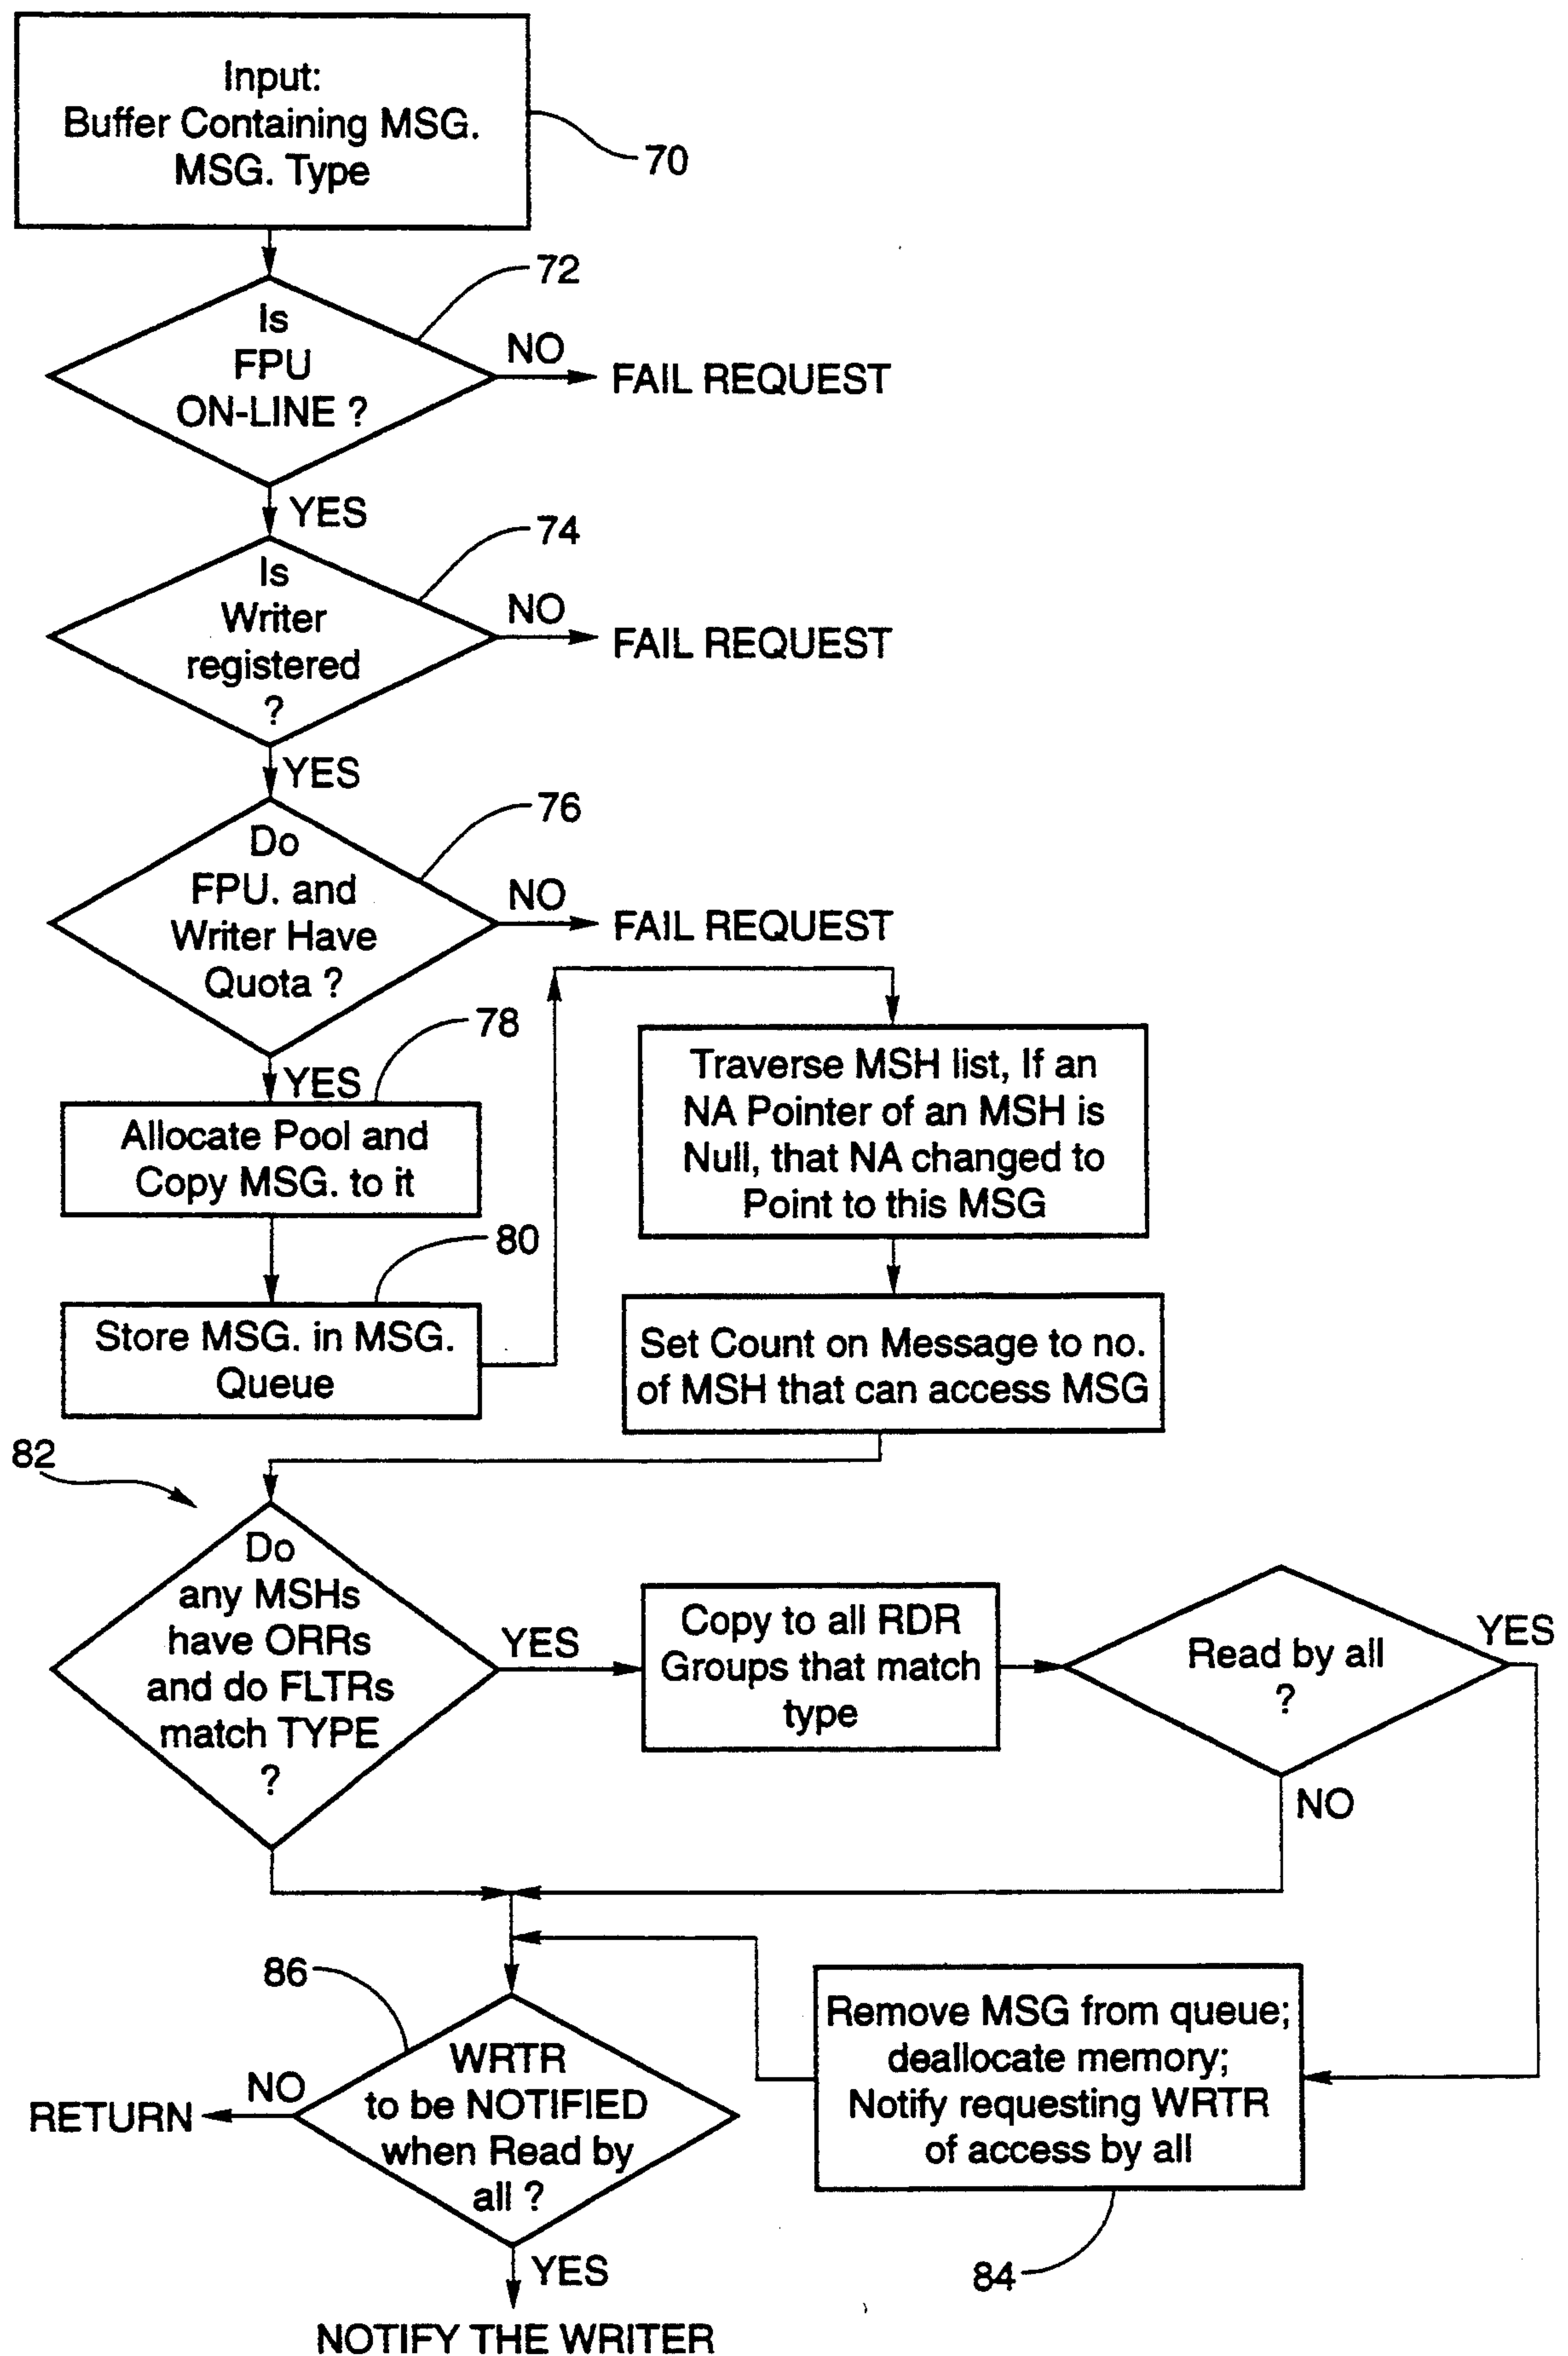 Input:
Buffer Containing MSG.
MSG. Type
70
72
Is
FPU
ON-LINE ?
NO
FAIL REQUEST
YES
74
Is
Writer
registered
?
NO
FAIL REQUEST
YES
76
Do
FPU. and
Writer Have
Quota ?
NO
FAIL REQUEST
YES
78
Allocate Pool and
Copy MSG. to it
80
Store MSG. in MSG.
Queue
Traverse MSH list, If an
NA Pointer of an MSH is
Null, that NA changed to
Point to this MSG
Set Count on Message to no.
of MSH that can access MSG
82
Do
any MSHs
have ORRs
and do FLTRs
match TYPE
?
YES
Copy to all RDR
Groups that match
type
Read by all
?
YES
NO
Remove MSG from queue;
deallocate memory;
Notify requesting WRTR
of access by all
84
86
WRTR
to be NOTIFIED
when Read by
all ?
NO
RETURN
YES
NOTIFY THE WRITER